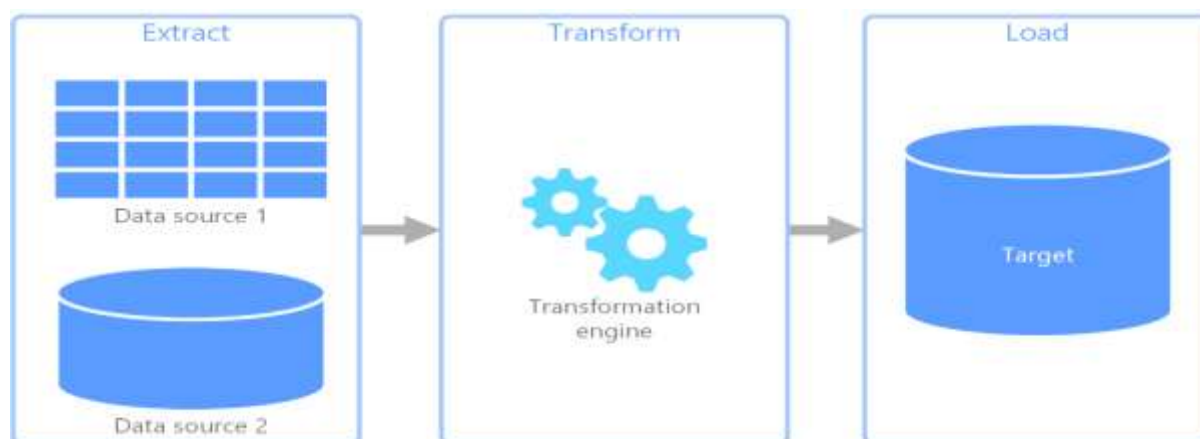 Extract
Data source 1
Data source 2
Transform
Transformation
engine
Load
Target